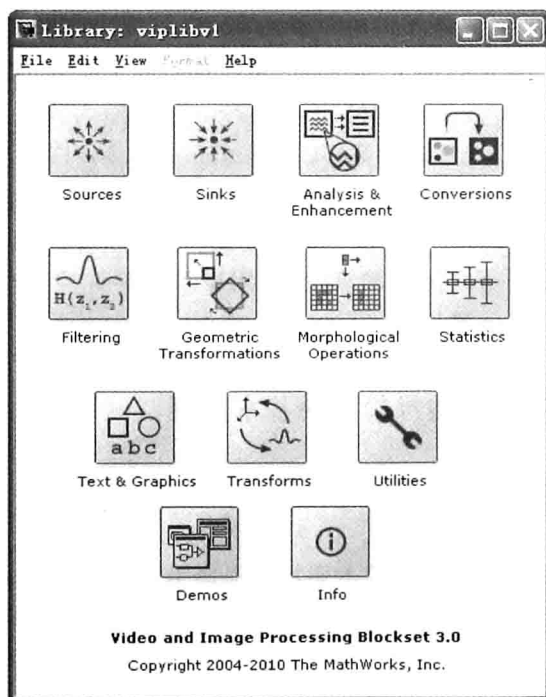 Library: viplibv1
File Edit View Format Help
Sources Sinks Analysis & Enhancement Conversions
H(z₁,z₂)
Filtering Geometric Transformations Morphological Operations Statistics
abc
Text & Graphics Transforms Utilities
Demos Info
Video and Image Processing Blockset 3.0
Copyright 2004-2010 The MathWorks, Inc.